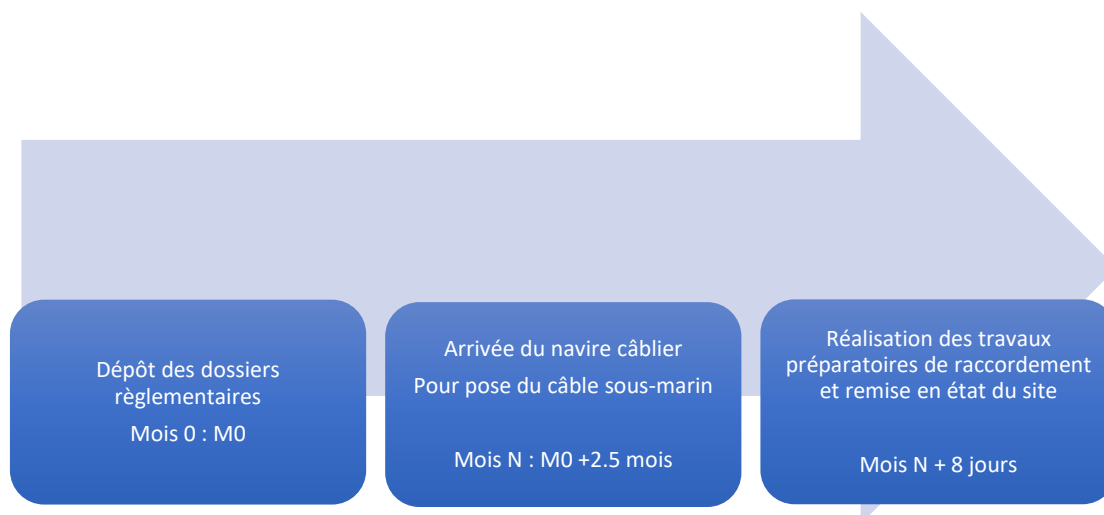 Dépôt des dossiers
règlementaires
Mois 0 : M0
Arrivée du navire câblier
Pour pose du câble sous-marin
Mois N : M0 +2.5 mois
Réalisation des travaux
préparatoires de raccordement
et remise en état du site
Mois N + 8 jours